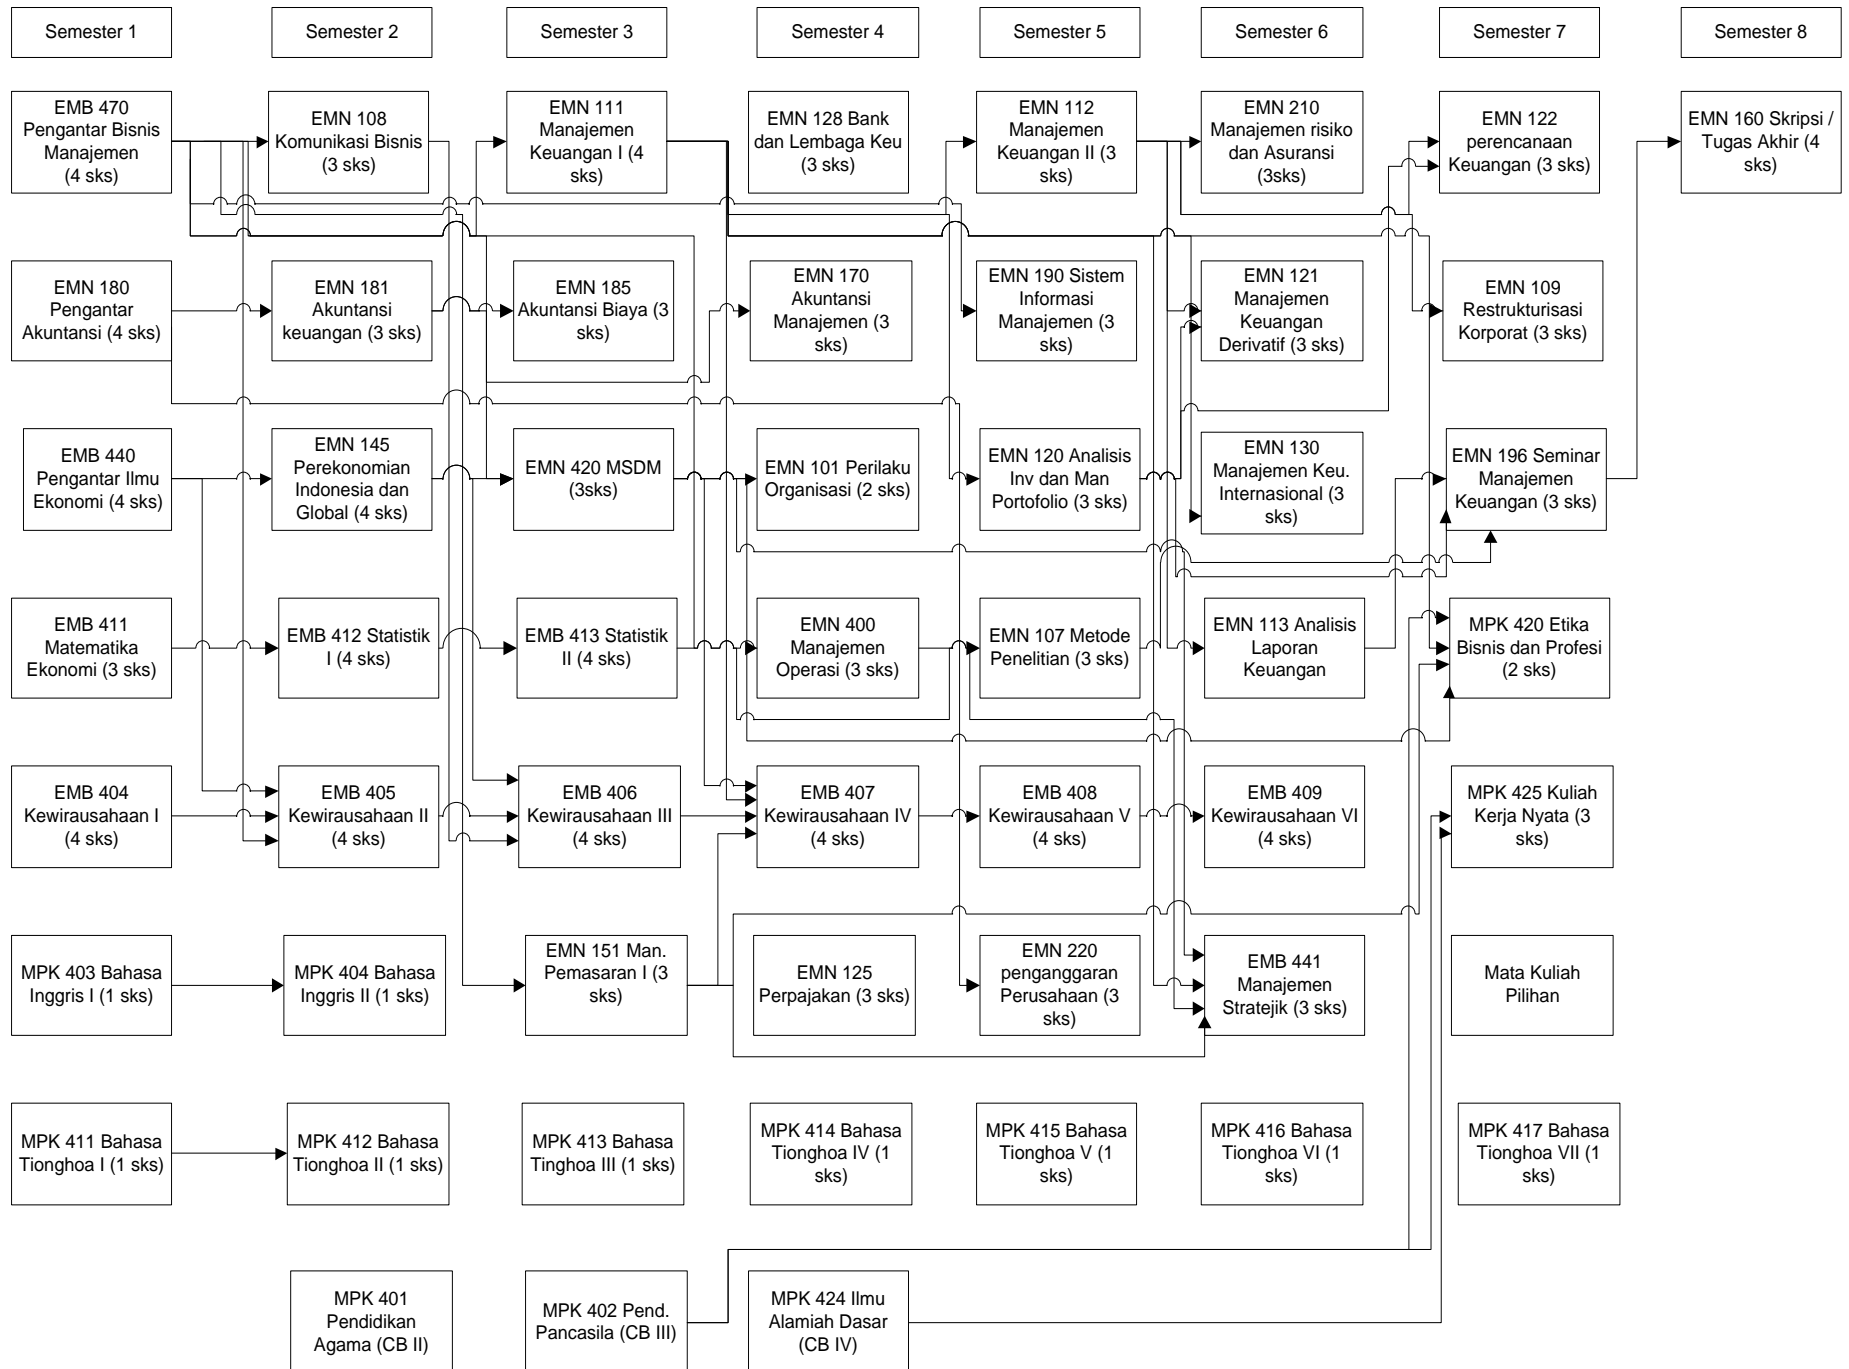 Semester 1
Semester 2
Semester 3
Semester 4
Semester 5
Semester 6
Semester 7
Semester 8
EMB 470
Pengantar Bisnis
Manajemen
(4 sks)
EMN 108
Komunikasi Bisnis
(3 sks)
EMN 111
Manajemen
Keuangan I (4
sks)
EMN 128 Bank
dan Lembaga Keu
(3 sks)
EMN 112
Manajemen
Keuangan II (3
sks)
EMN 210
Manajemen risiko
dan Asuransi
(3sks)
EMN 122
perencanaan
Keuangan (3 sks)
EMN 160 Skripsi /
Tugas Akhir (4
sks)
EMN 180
Pengantar
Akuntansi (4 sks)
EMN 181
Akuntansi
keuangan (3 sks)
EMN 185
Akuntansi Biaya (3
sks)
EMN 170
Akuntansi
Manajemen (3
sks)
EMN 190 Sistem
Informasi
Manajemen (3
sks)
EMN 121
Manajemen
Keuangan
Derivatif (3 sks)
EMN 109
Restrukturisasi
Korporat (3 sks)
EMB 440
Pengantar Ilmu
Ekonomi (4 sks)
EMN 145
Perekonomian
Indonesia dan
Global (4 sks)
EMN 420 MSDM
(3sks)
EMN 101 Perilaku
Organisasi (2 sks)
EMN 120 Analisis
Inv dan Man
Portofolio (3 sks)
EMN 130
Manajemen Keu.
Internasional (3
sks)
EMN 196 Seminar
Manajemen
Keuangan (3 sks)
EMB 411
Matematika
Ekonomi (3 sks)
EMB 412 Statistik
I (4 sks)
EMB 413 Statistik
II (4 sks)
EMN 400
Manajemen
Operasi (3 sks)
EMN 107 Metode
Penelitian (3 sks)
EMN 113 Analisis
Laporan
Keuangan
MPK 420 Etika
Bisnis dan Profesi
(2 sks)
EMB 404
Kewirausahaan I
(4 sks)
EMB 405
Kewirausahaan II
(4 sks)
EMB 406
Kewirausahaan III
(4 sks)
EMB 407
Kewirausahaan IV
(4 sks)
EMB 408
Kewirausahaan V
(4 sks)
EMB 409
Kewirausahaan VI
(4 sks)
MPK 425 Kuliah
Kerja Nyata (3
sks)
MPK 403 Bahasa
Inggris I (1 sks)
MPK 404 Bahasa
Inggris II (1 sks)
EMN 151 Man.
Pemasaran I (3
sks)
EMN 125
Perpajakan (3 sks)
EMN 220
penganggaran
Perusahaan (3
sks)
EMB 441
Manajemen
Stratejik (3 sks)
Mata Kuliah
Pilihan
MPK 411 Bahasa
Tionghoa I (1 sks)
MPK 412 Bahasa
Tionghoa II (1 sks)
MPK 413 Bahasa
Tinghoa III (1 sks)
MPK 414 Bahasa
Tionghoa IV (1
sks)
MPK 415 Bahasa
Tionghoa V (1
sks)
MPK 416 Bahasa
Tionghoa VI (1
sks)
MPK 417 Bahasa
Tionghoa VII (1
sks)
MPK 401
Pendidikan
Agama (CB II)
MPK 402 Pend.
Pancasila (CB III)
MPK 424 Ilmu
Alamiah Dasar
(CB IV)